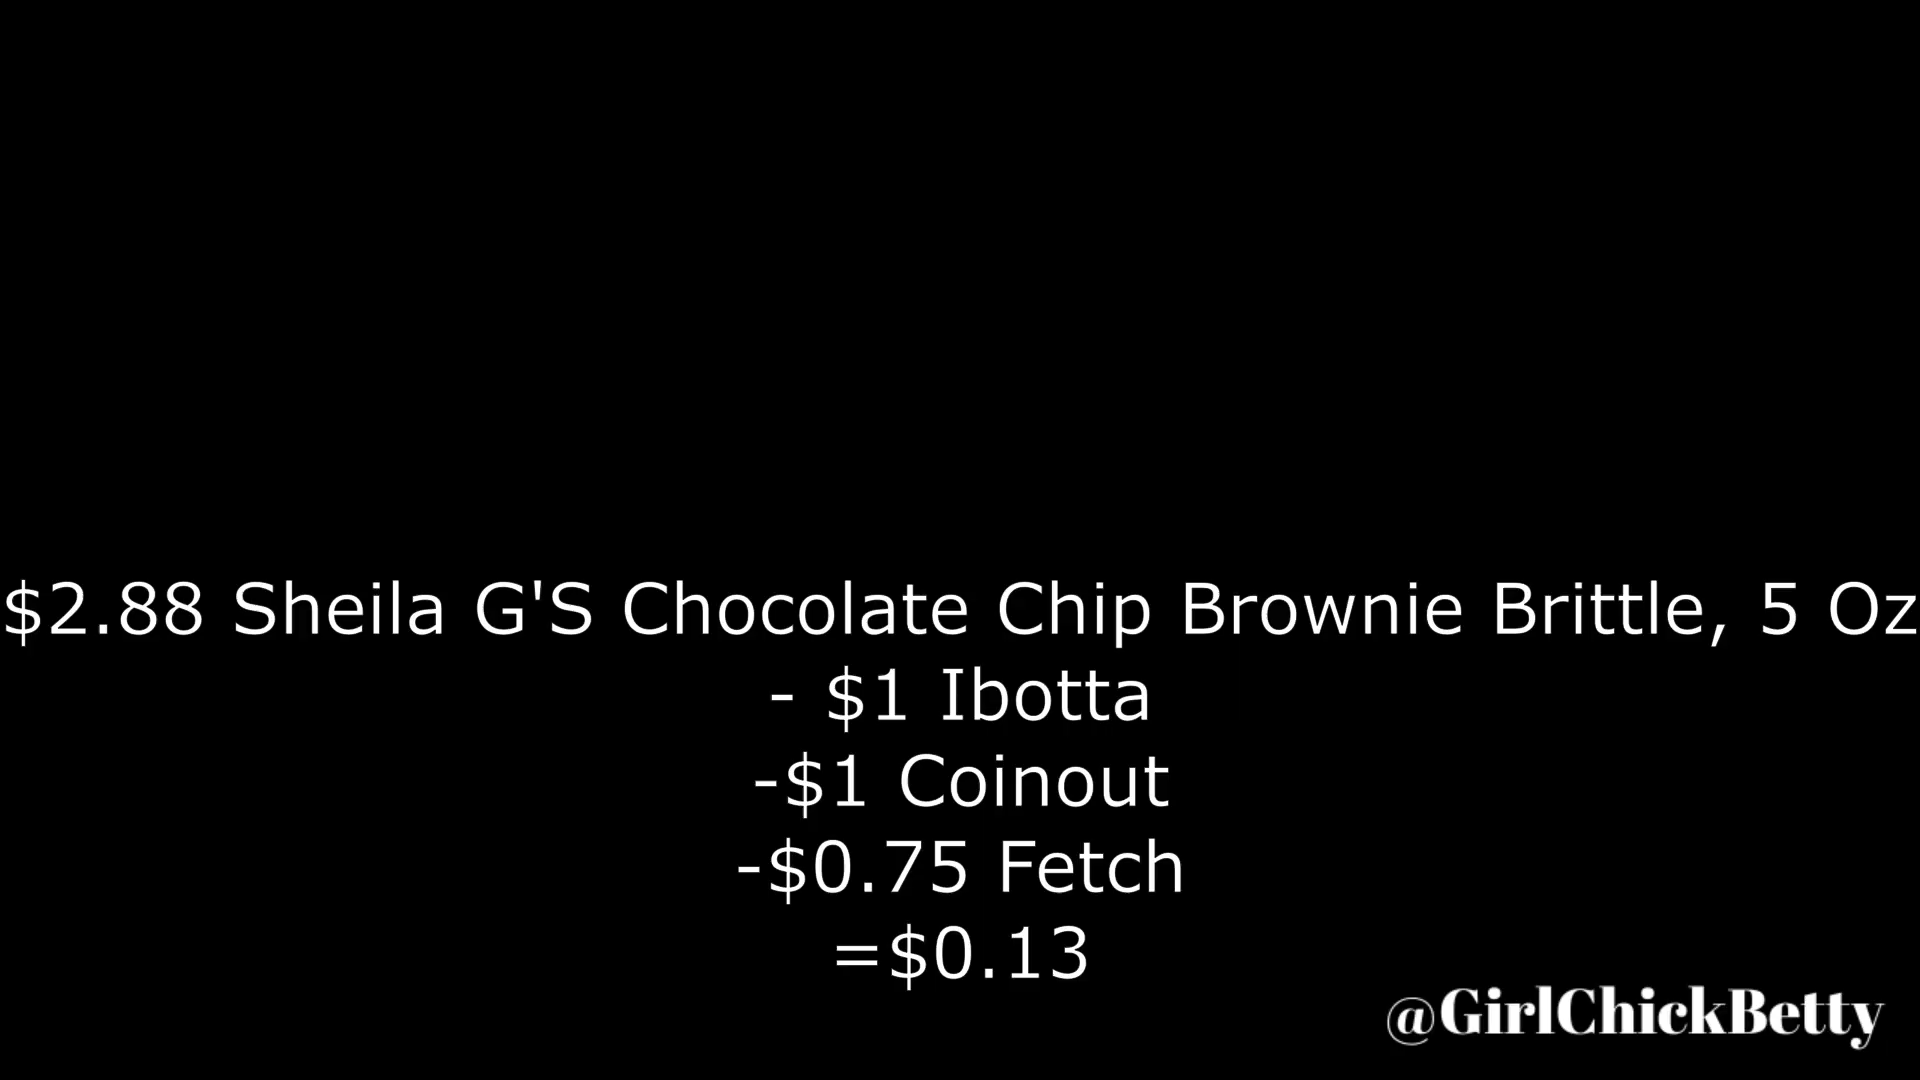 $2.88 Sheila G'S Chocolate Chip Brownie Brittle, 5 Oz
- $1 Ibotta
-$1 Coinout
-$0.75 Fetch
=$0.13
@GirlChickBetty